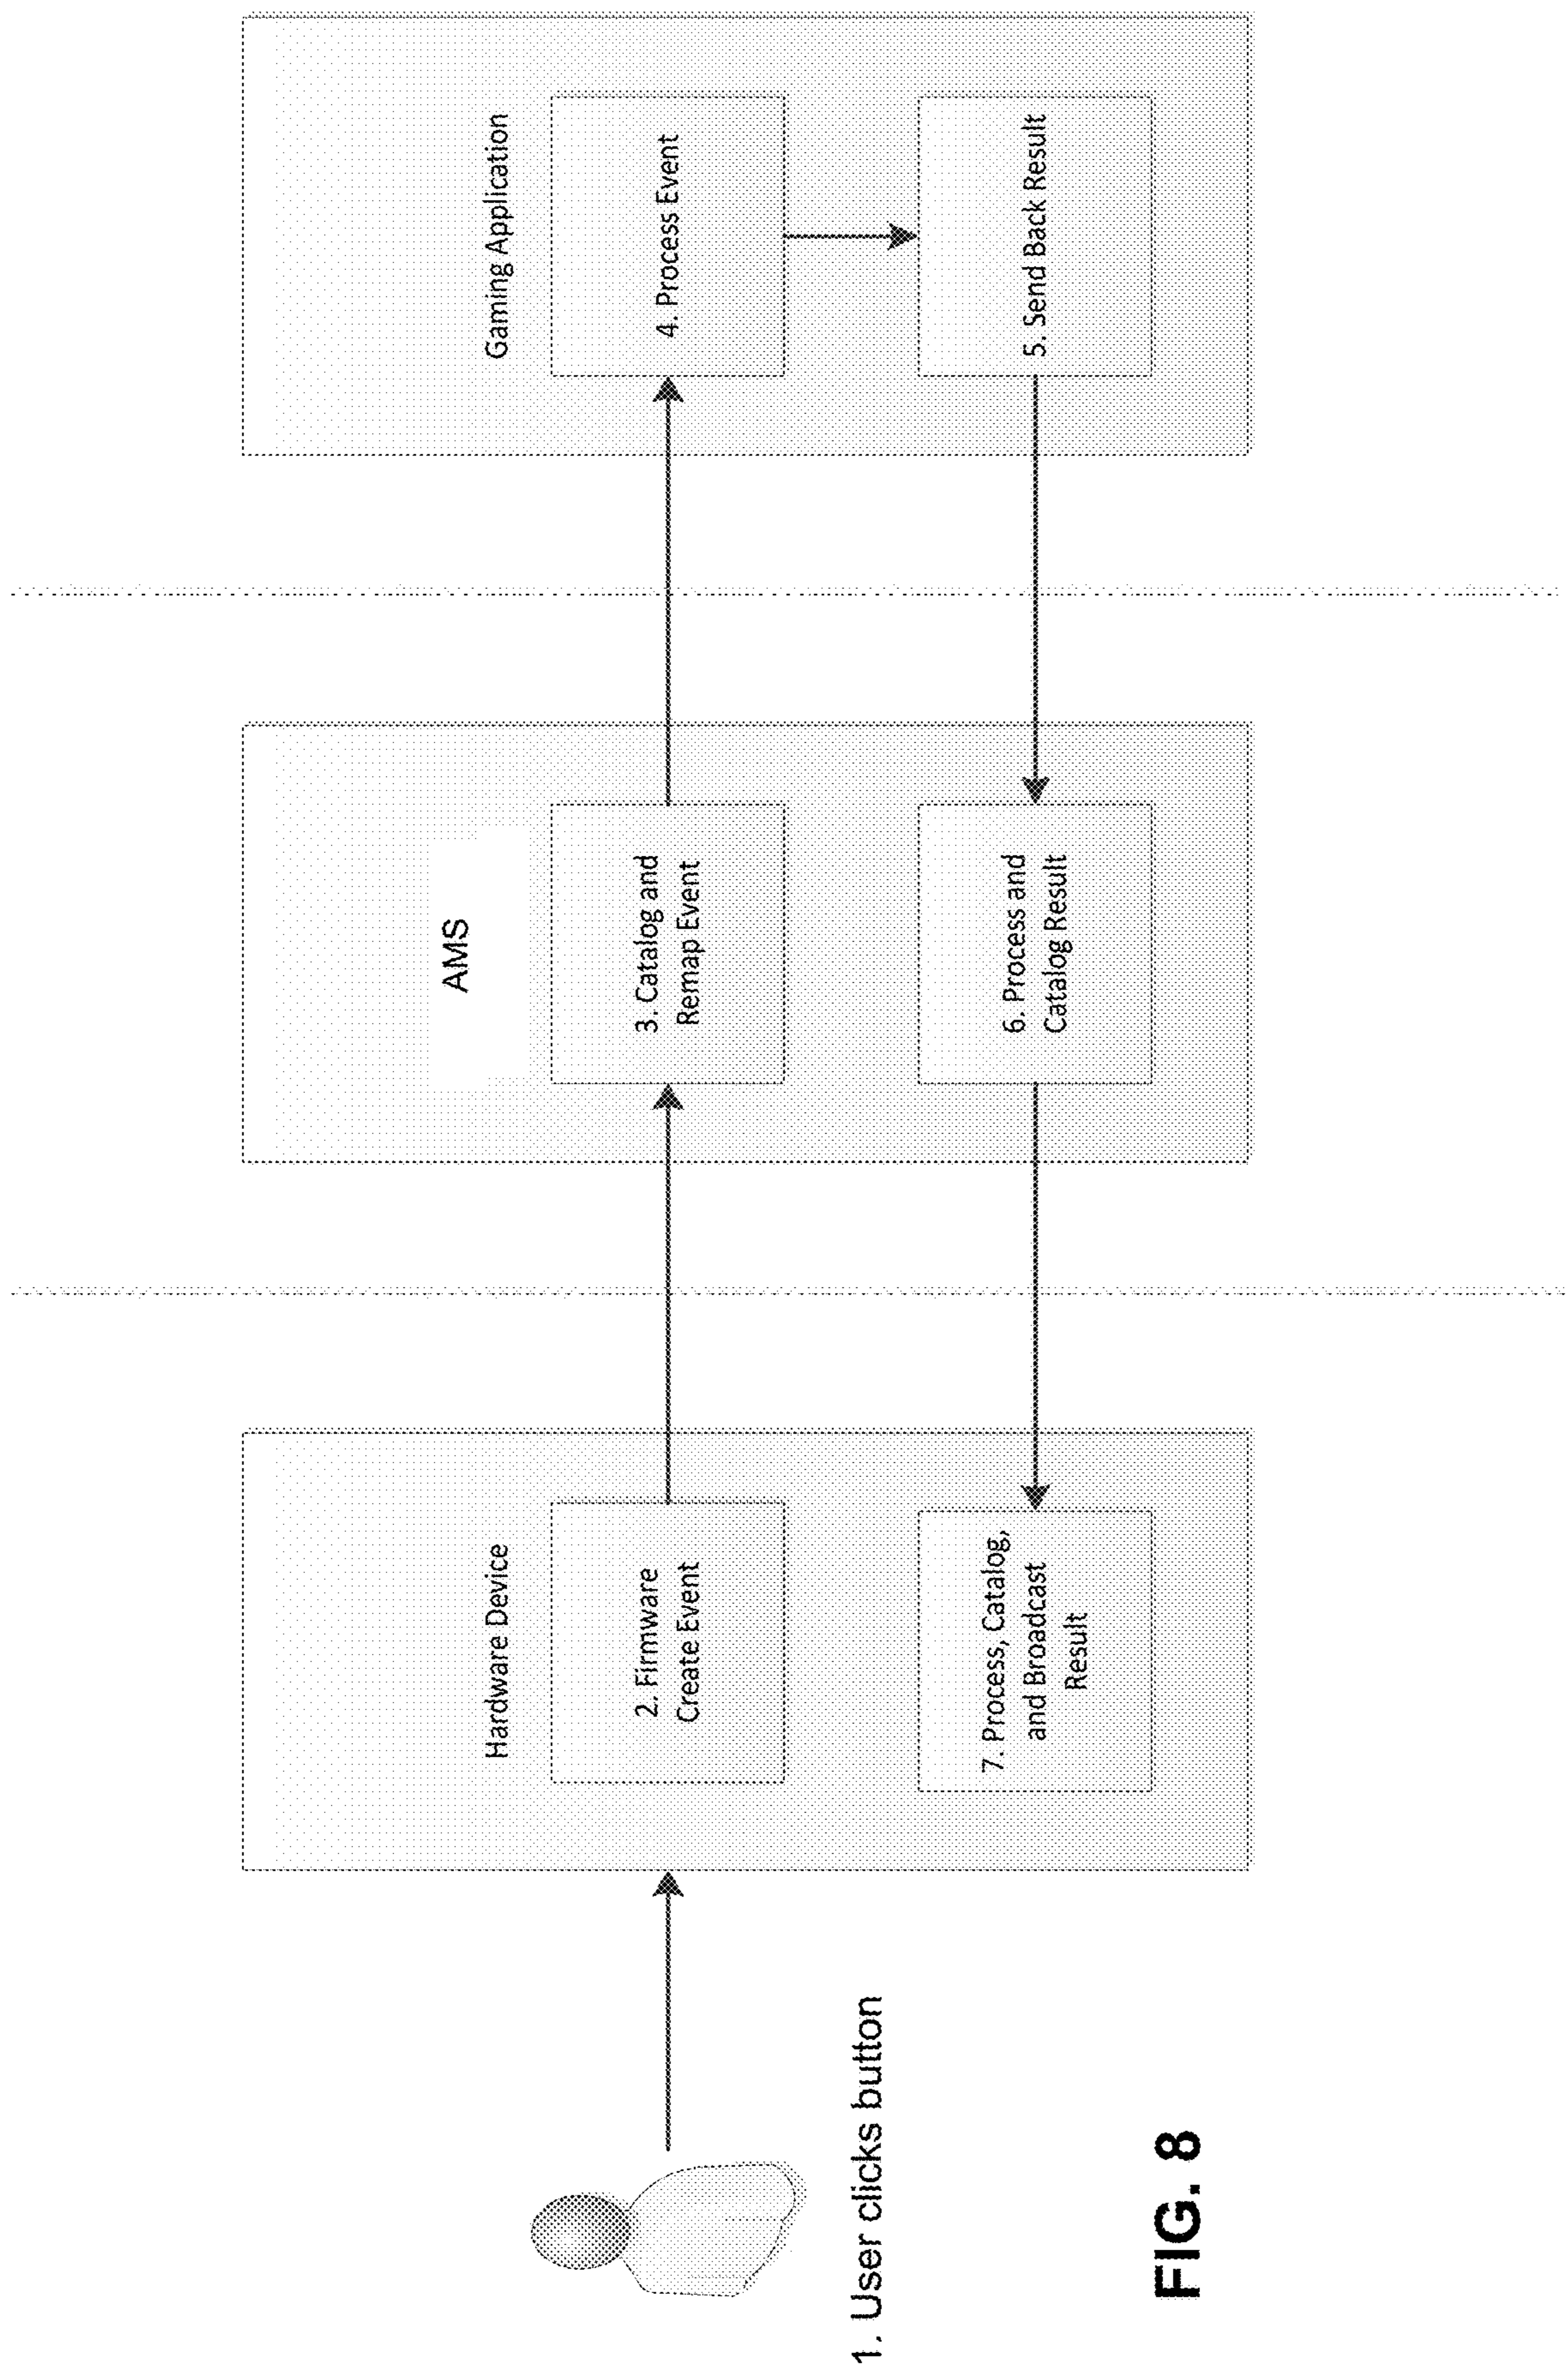 1. User clicks button
Hardware Device
2. Firmware
Create Event
7. Process, Catalog,
and Broadcast
Result
AMS
3. Catalog and
Remap Event
6. Process and
Catalog Result
Gaming Application
4. Process Event
5. Send Back Result
FIG. 8